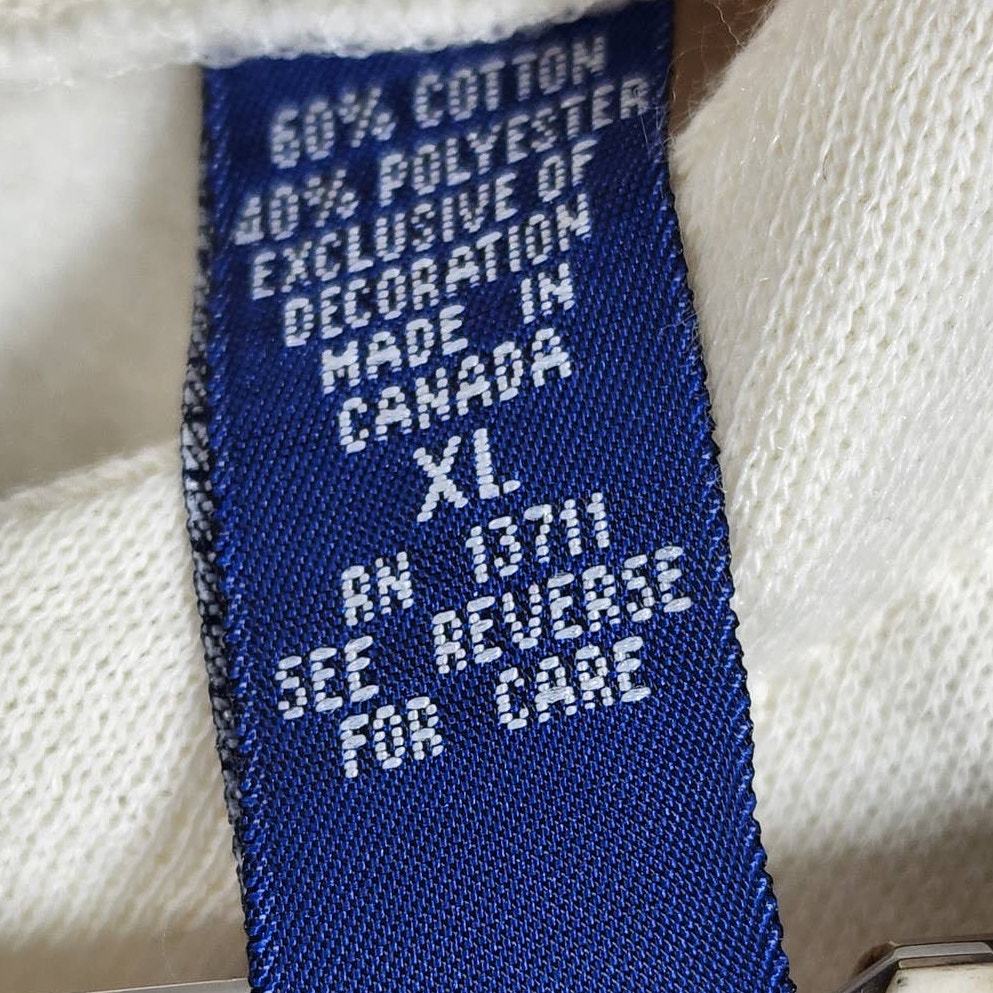 60% COTTON
40% POLYESTER
EXCLUSIVE OF
DECORATION
MADE IN
CANADA
XL
RN 13711
SEE REVERSE
FOR CARE